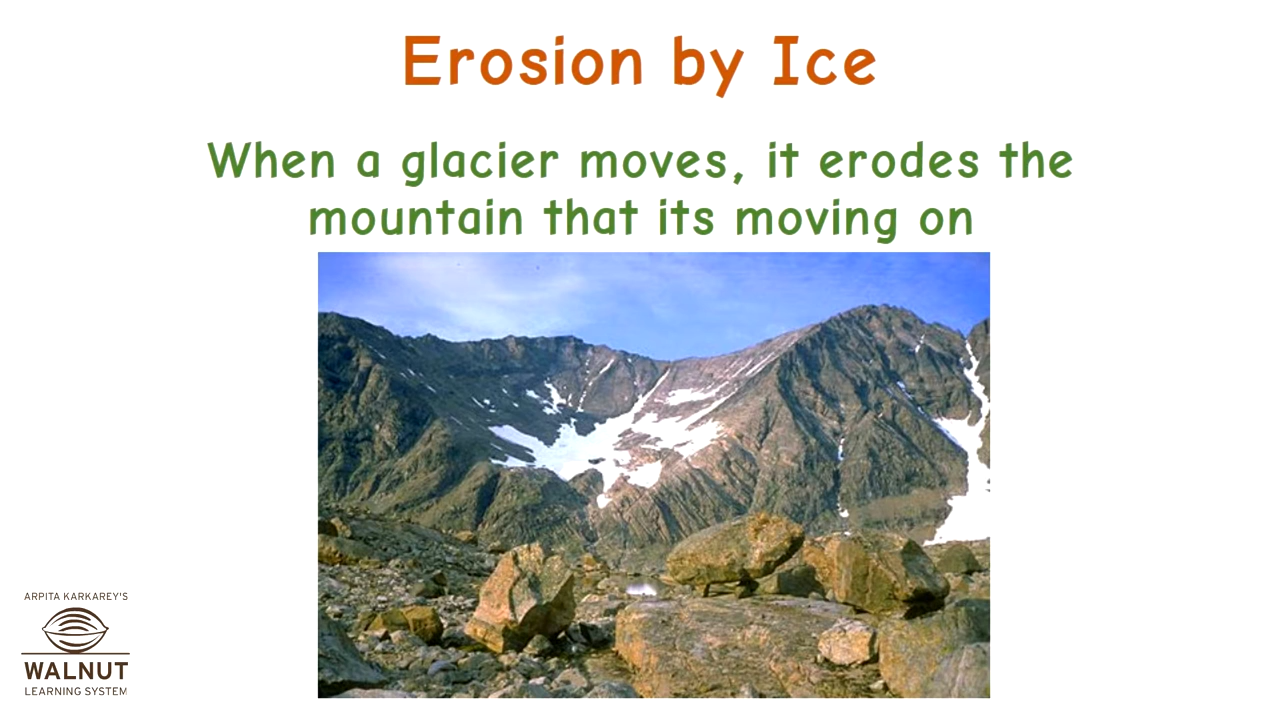 Erosion by Ice
When a glacier moves, it erodes the
mountain that its moving on
ARPITA KARKAREY'S
WALNUT
LEARNING SYSTEM